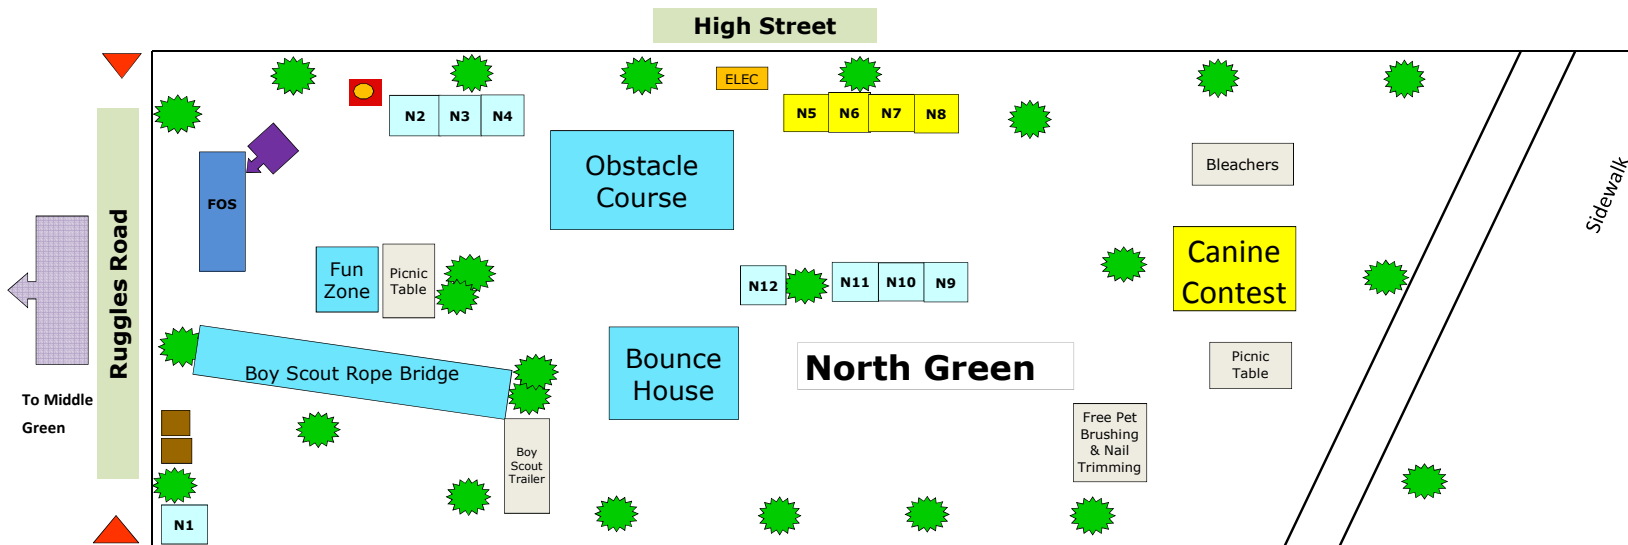 High Street
ELEC
N2 N3 N4
N5 N6 N7 N8
Obstacle
Course
Bleachers
Sidewalk
FOS
Ruggles Road
Fun
Zone
Picnic
Table
N12 N11 N10 N9
Canine
Contest
Boy Scout Rope Bridge
Bounce
House
North Green
Picnic
Table
To Middle
Green
Free Pet
Brushing
& Nail
Trimming
Boy
Scout
Trailer
N1